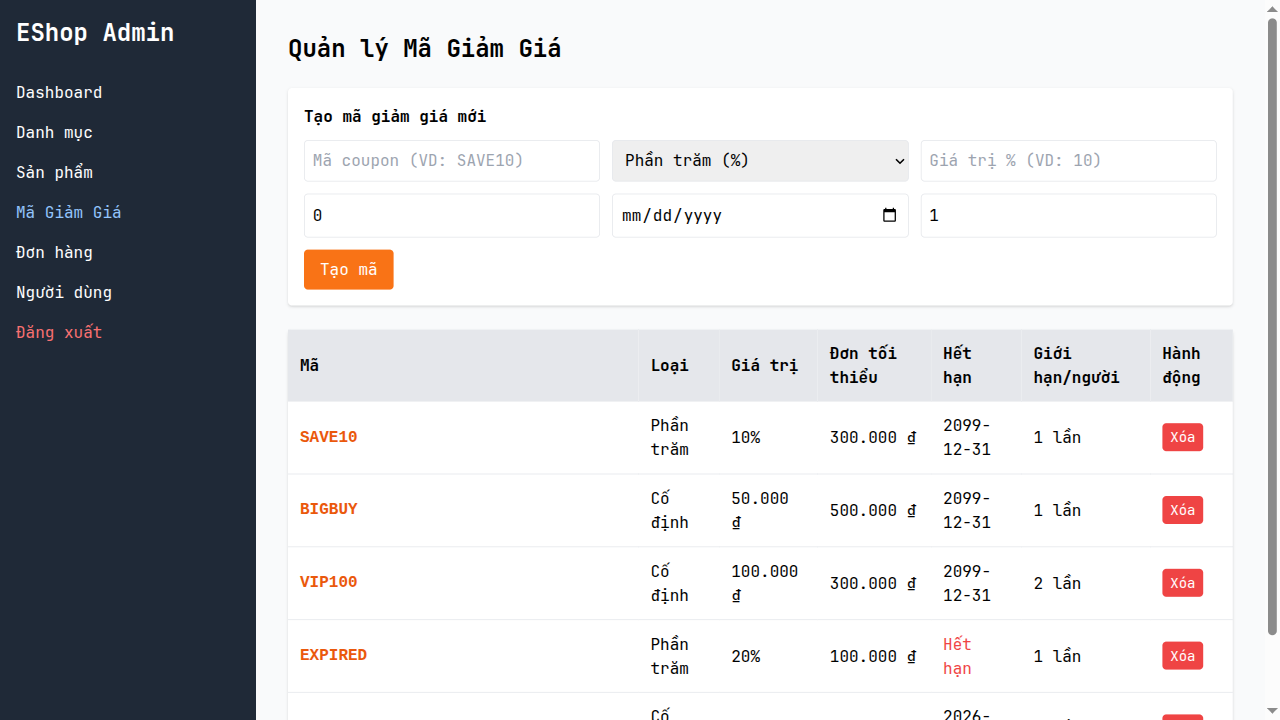 EShop Admin
Dashboard
Danh mục
Sản phẩm
Mã Giảm Giá
Đơn hàng
Người dùng
Đăng xuất
Quản lý Mã Giảm Giá
Tạo mã giảm giá mới
Mã coupon (VD: SAVE10) Phần trăm (%) Giá trị % (VD: 10)
0 mm/dd/yyyy 1
Tạo mã
Mã Loại Giá trị Đơn tối thiểu Hết hạn Giới hạn/người Hành động
SAVE10 Phần trăm 10% 300.000 ₫ 2099-12-31 1 lần Xóa
BIGBUY Cố định 50.000 ₫ 500.000 ₫ 2099-12-31 1 lần Xóa
VIP100 Cố định 100.000 ₫ 300.000 ₫ 2099-12-31 2 lần Xóa
EXPIRED Phần trăm 20% 100.000 ₫ Hết hạn 1 lần Xóa
Cố 2026-